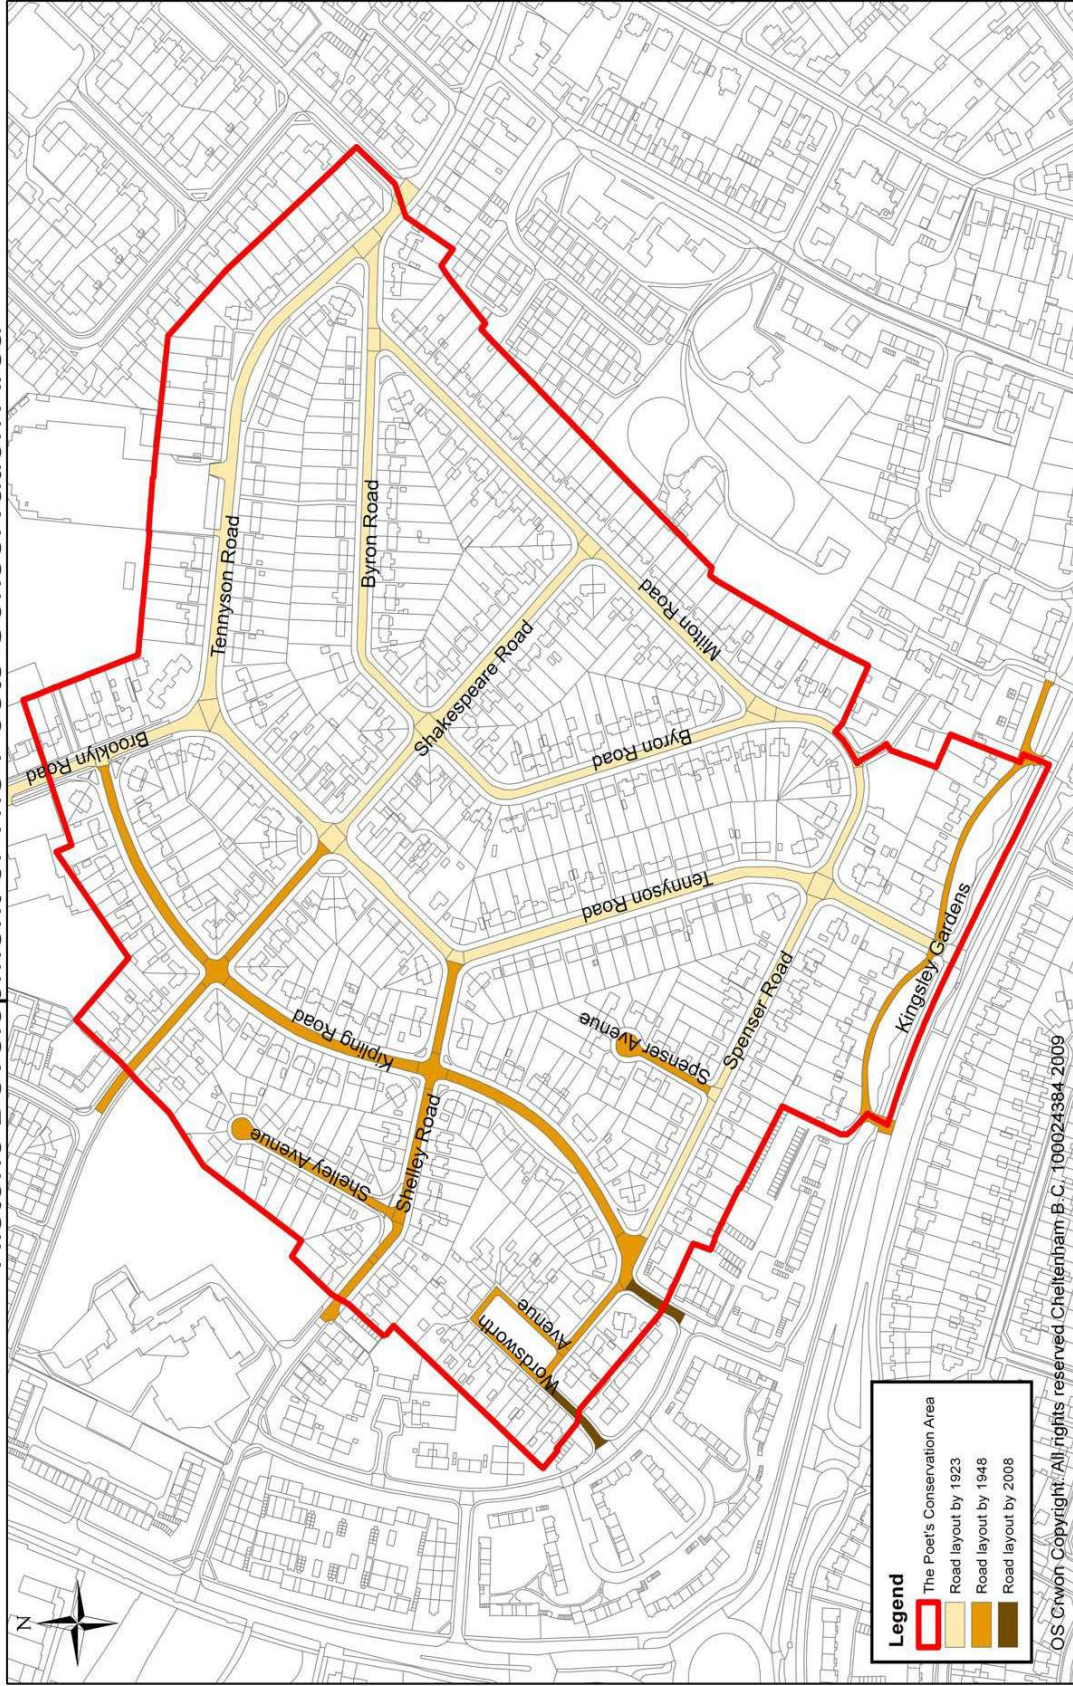 N
Brooklyn Road
Tennyson Road
Byron Road
Shakespeare Road
Milton Road
Byron Road
Tennyson Road
Kipling Road
Shelley Avenue
Shelley Road
Spenser Avenue
Spenser Road
Wordsworth
Avenue
Kingsley Gardens
Legend
The Poet's Conservation Area
Road layout by 1923
Road layout by 1948
Road layout by 2008
OS Crwon Copyright. All rights reserved Cheltenham B.C. 100024384 2009